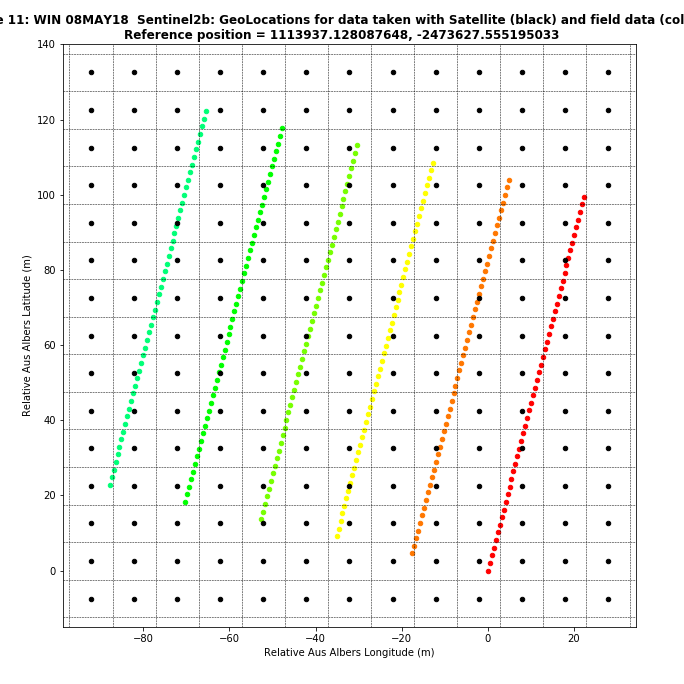 e 11: WIN 08MAY18 Sentinel2b: GeoLocations for data taken with Satellite (black) and field data (col
Reference position = 1113937.128087648, -2473627.555195033
140
120
100
80
60
40
20
0
Relative Aus Albers Latitude (m)
−80 −60 −40 −20 0 20
Relative Aus Albers Longitude (m)